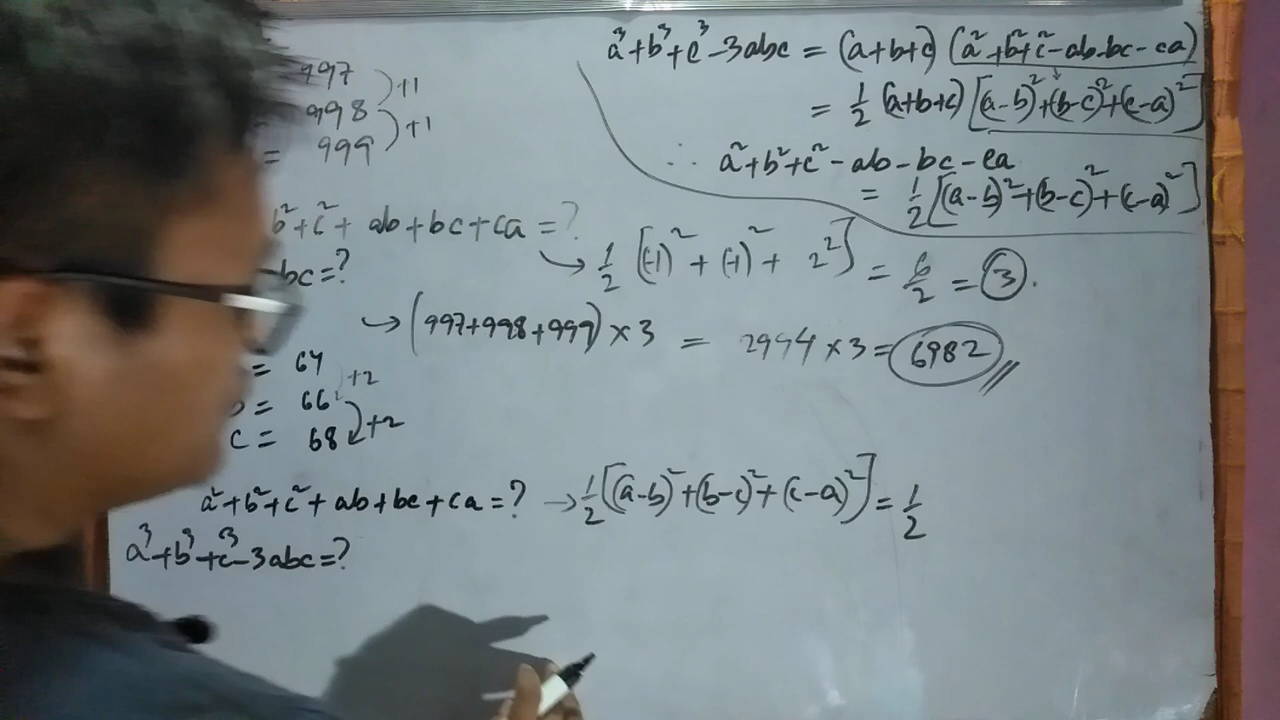 a³+b³+c³-3abc = (a+b+c) (a²+b²+c²-ab-bc-ca)
= 1/2 (a+b+c) [(a-b)²+(b-c)²+(c-a)²]
∴ a²+b²+c²-ab-bc-ca
= 1/2 [(a-b)²+(b-c)²+(c-a)²]
997 )+1
998 )+1
= 999
b²+c²+ ab+bc+ca=?
→ 1/2 [(-1)² + (-1)² + 2²] = 6/2 = 3.
bc=?
→ (997+998+999) ×3 = 2994 ×3= 6982
= 64 +2
b = 66 +2
c = 68
a²+b²+c²+ab+bc+ca=? → 1/2 [(a-b)²+(b-c)²+(c-a)²] = 1/2
a³+b³+c³-3abc=?